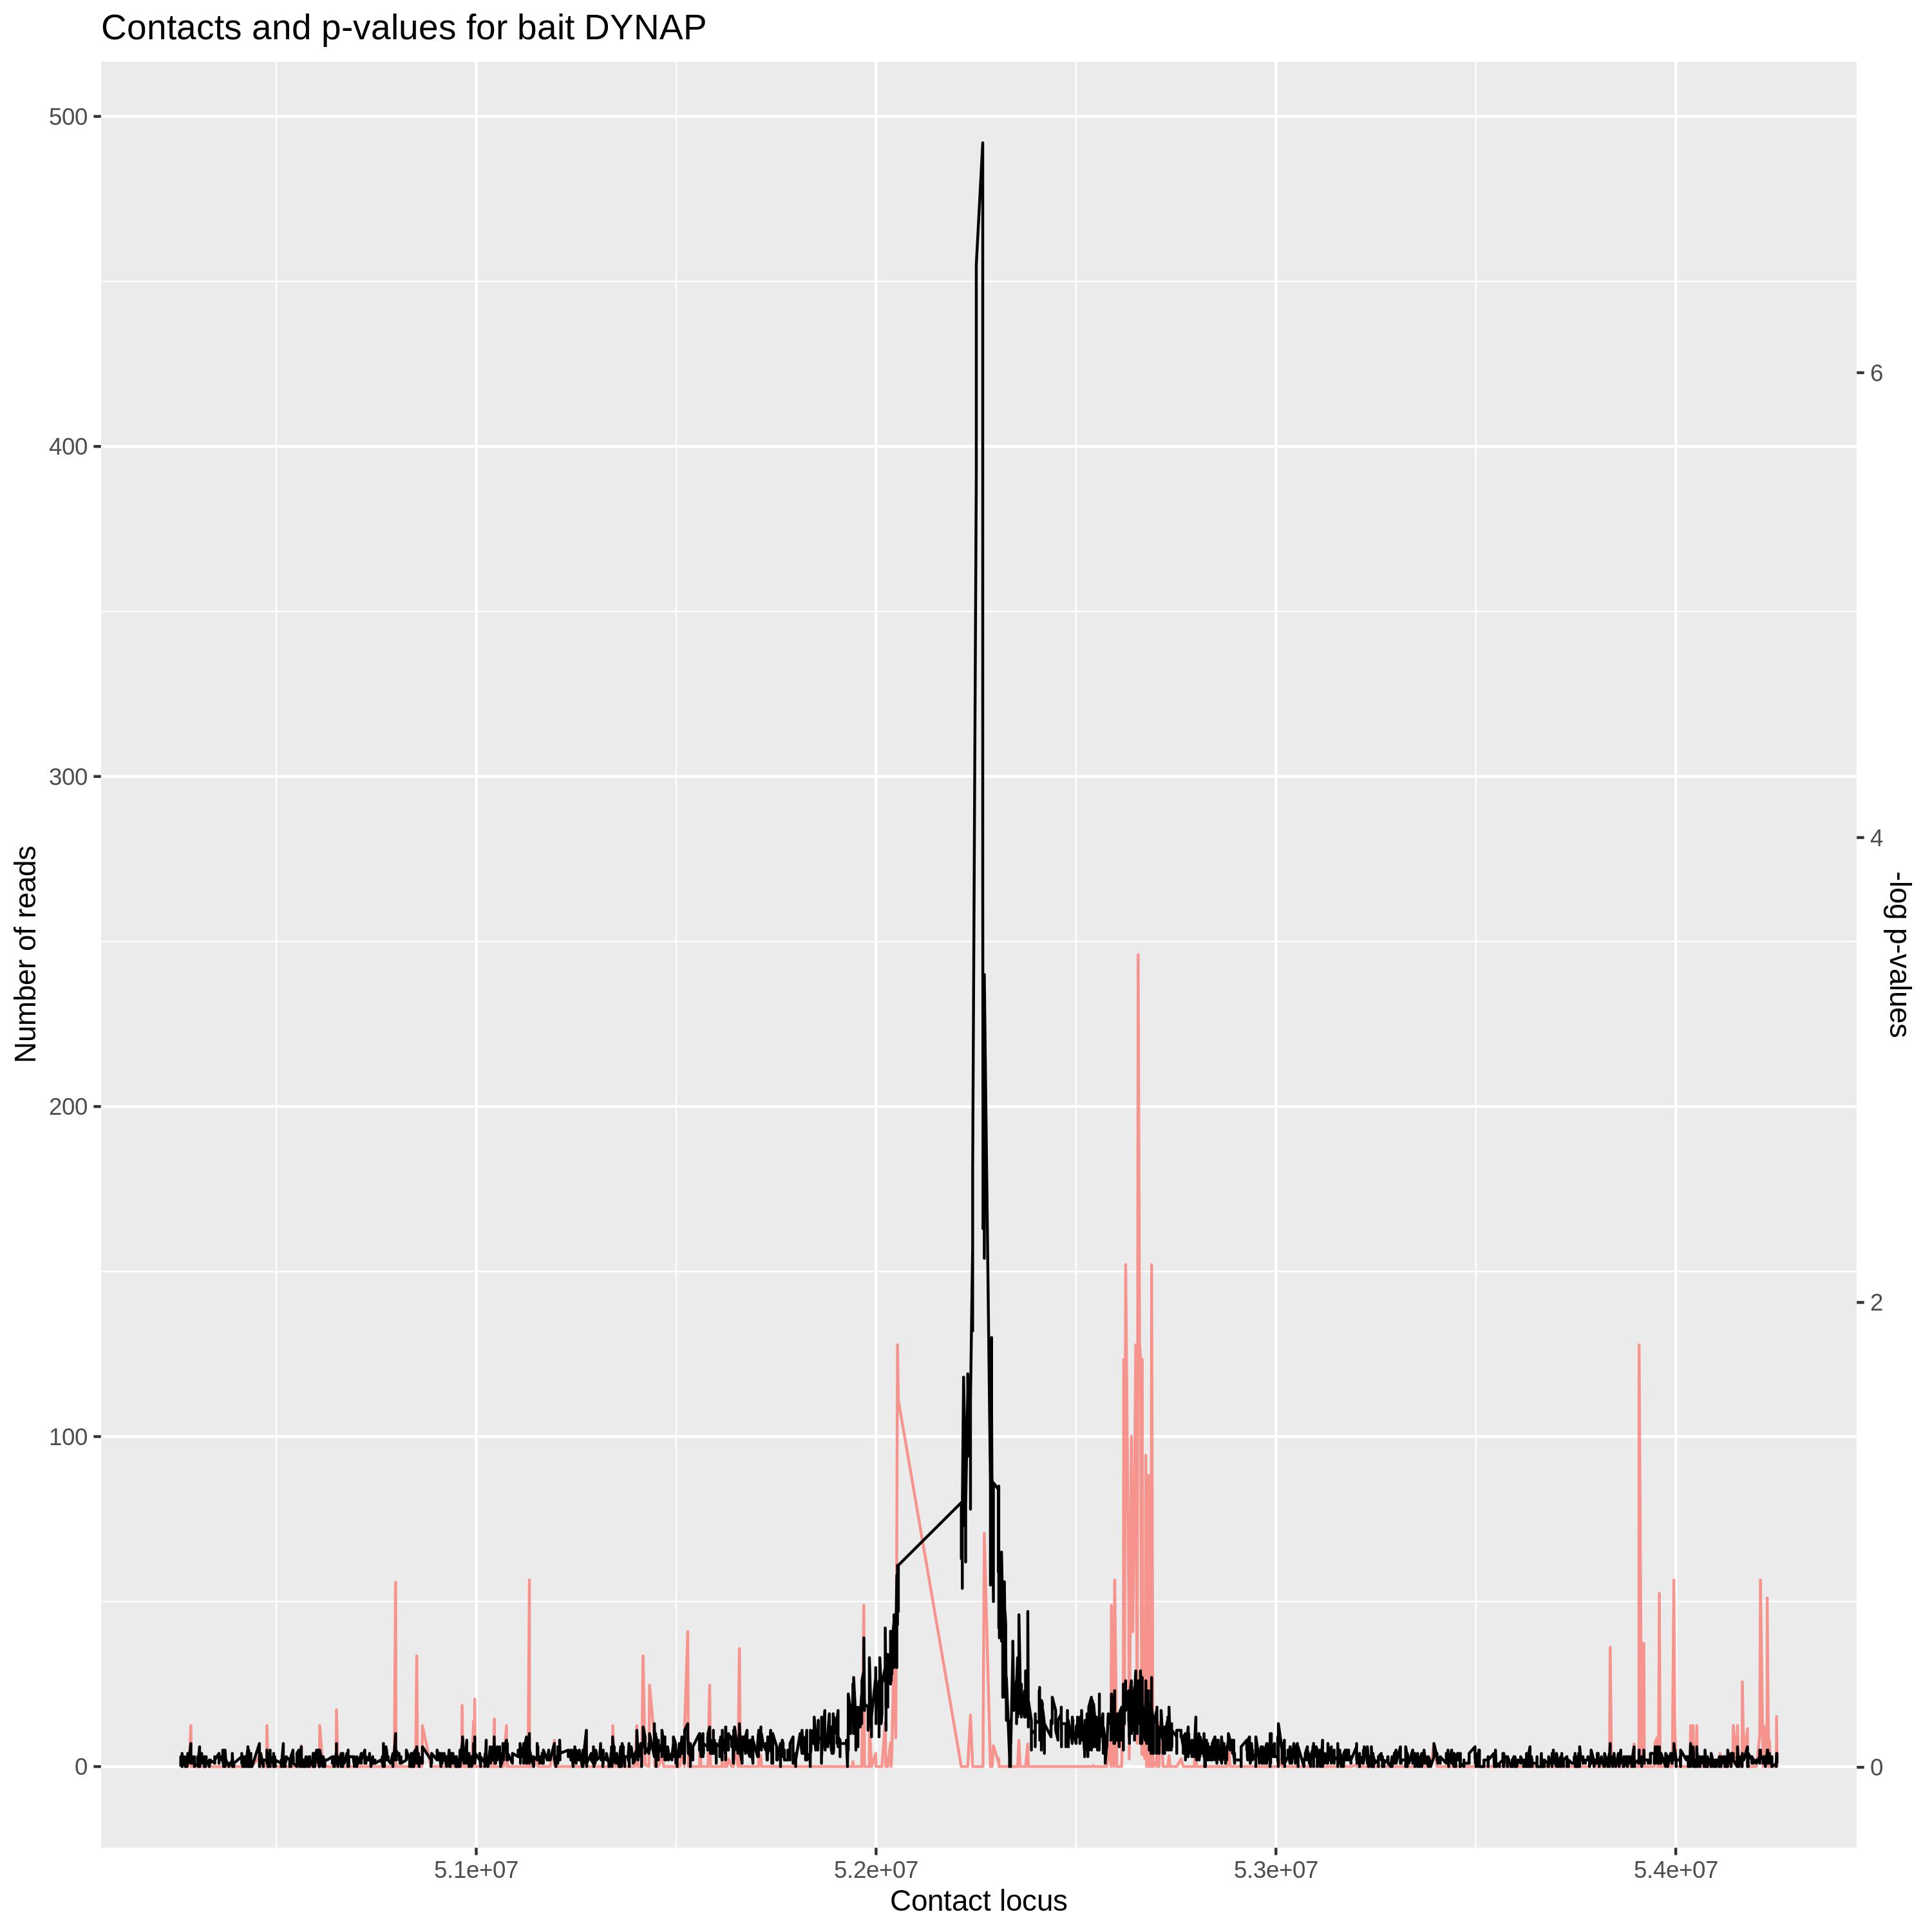 Contacts and p-values for bait DYNAP
500
400
300
200
100
0
Number of reads
6
4
2
0
-log p-values
5.1e+07
5.2e+07
5.3e+07
5.4e+07
Contact locus